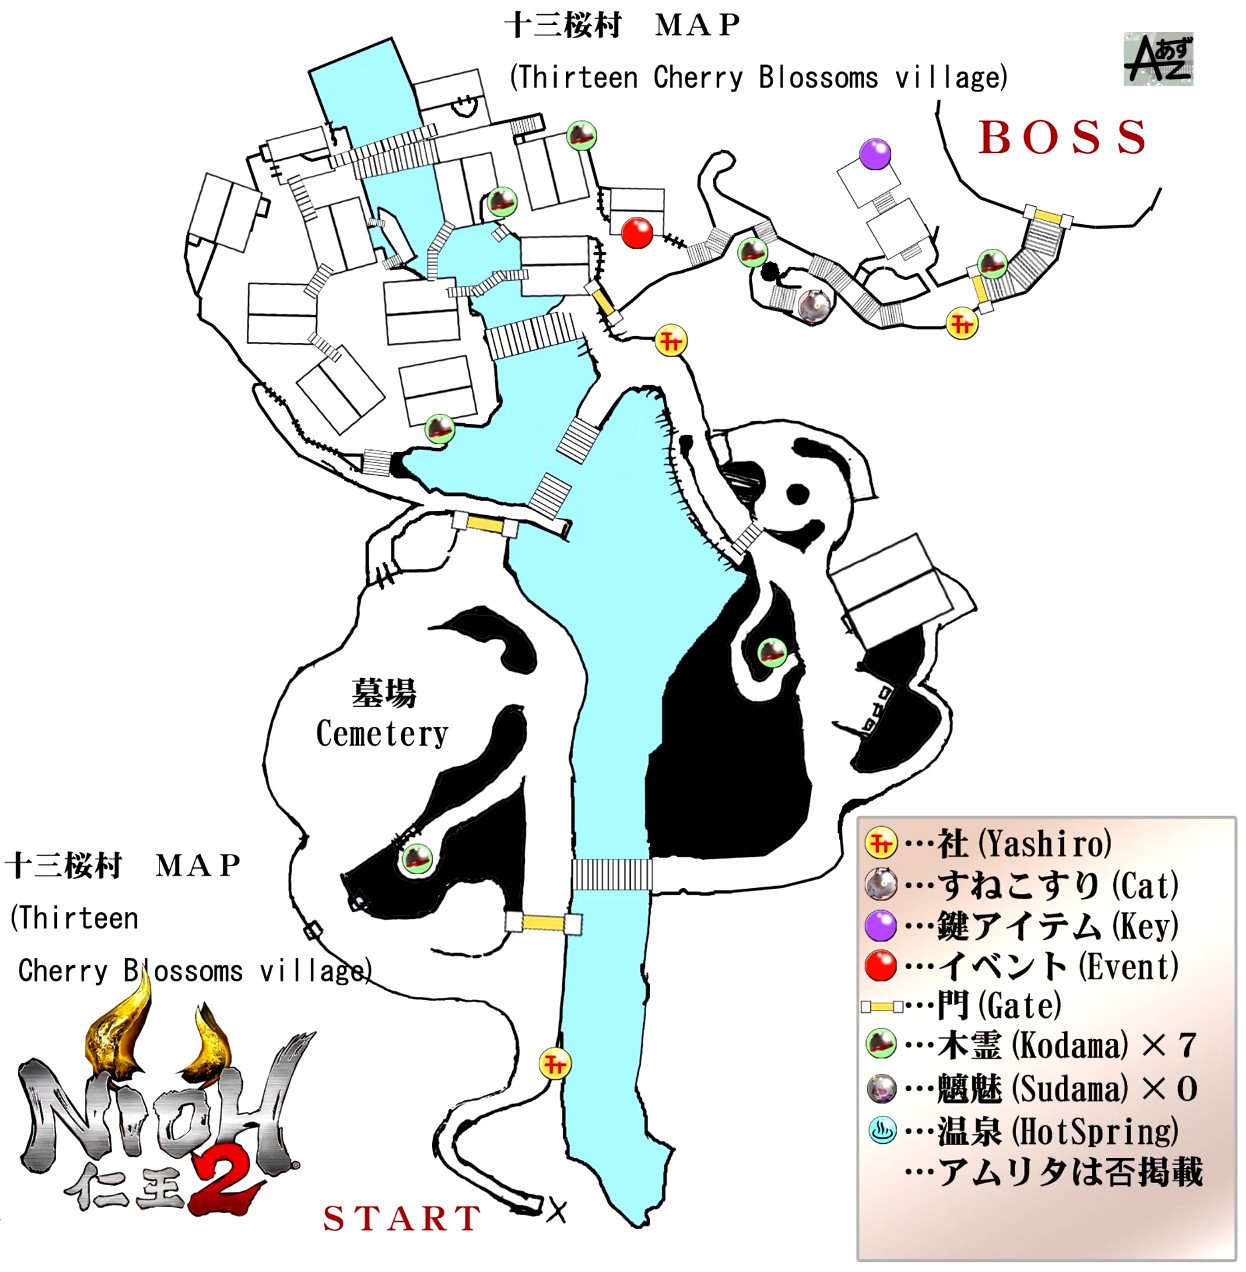 十三桜村　ＭＡＰ
(Thirteen Cherry Blossoms village)
あず
AZ
ＢＯＳＳ
墓場
Cemetery
十三桜村　ＭＡＰ
(Thirteen
Cherry Blossoms village)
NIOH
仁王2
ＳＴＡＲＴ
×
…社(Yashiro)
…すねこすり(Cat)
…鍵アイテム(Key)
…イベント(Event)
…門(Gate)
…木霊(Kodama)×７
…魑魅(Sudama)×０
…温泉(HotSpring)
…アムリタは否掲載